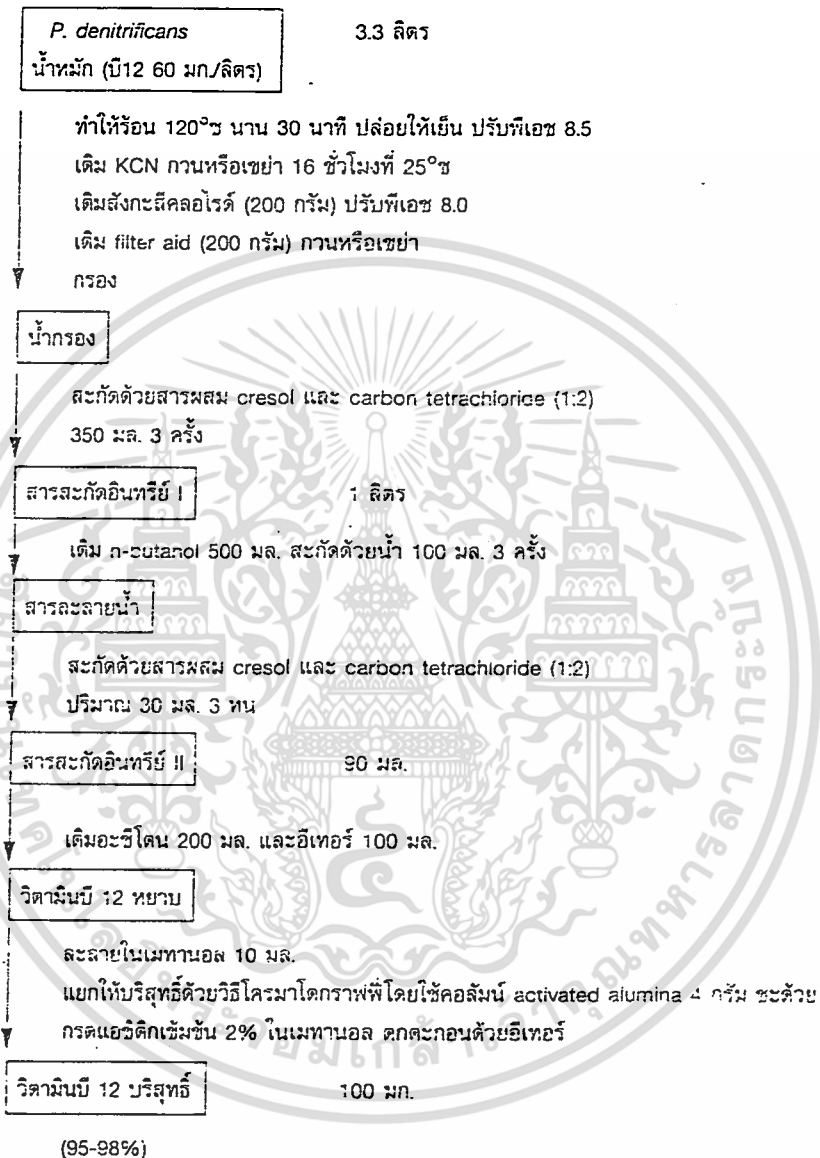 P. denitrificans 3.3 ลิตร
น้ำหมัก (บี12 60 มก./ลิตร)
ทำให้ร้อน 120°ซ นาน 30 นาที ปล่อยให้เย็น ปรับพีเอช 8.5
เติม KCN กวนหรือเขย่า 16 ชั่วโมงที่ 25°ซ
เติมสังกะสีคลอไรด์ (200 กรัม) ปรับพีเอช 8.0
เติม filter aid (200 กรัม) กวนหรือเขย่า
กรอง
น้ำกรอง
สะกัดด้วยสารผสม cresol และ carbon tetrachloride (1:2)
350 มล. 3 ครั้ง
สารสะกัดอินทรีย์ I 1 ลิตร
เติม n-butanol 500 มล. สะกัดด้วยน้ำ 100 มล. 3 ครั้ง
สารละลายน้ำ
สะกัดด้วยสารผสม cresol และ carbon tetrachloride (1:2)
ปริมาณ 30 มล. 3 หน
สารสะกัดอินทรีย์ II 90 มล.
เติมอะซีโตน 200 มล. และอีเทอร์ 100 มล.
วิตามินบี 12 หยาบ
ละลายในเมทานอล 10 มล.
แยกให้บริสุทธิ์ด้วยวิธีโครมาโตกราฟฟี่โดยใช้คอลัมน์ activated alumina 4 กรัม ชะด้วย
กรดแอซิติกเข้มข้น 2% ในเมทานอล ตกตะกอนด้วยอีเทอร์
วิตามินบี 12 บริสุทธิ์ 100 มก.
(95-98%)